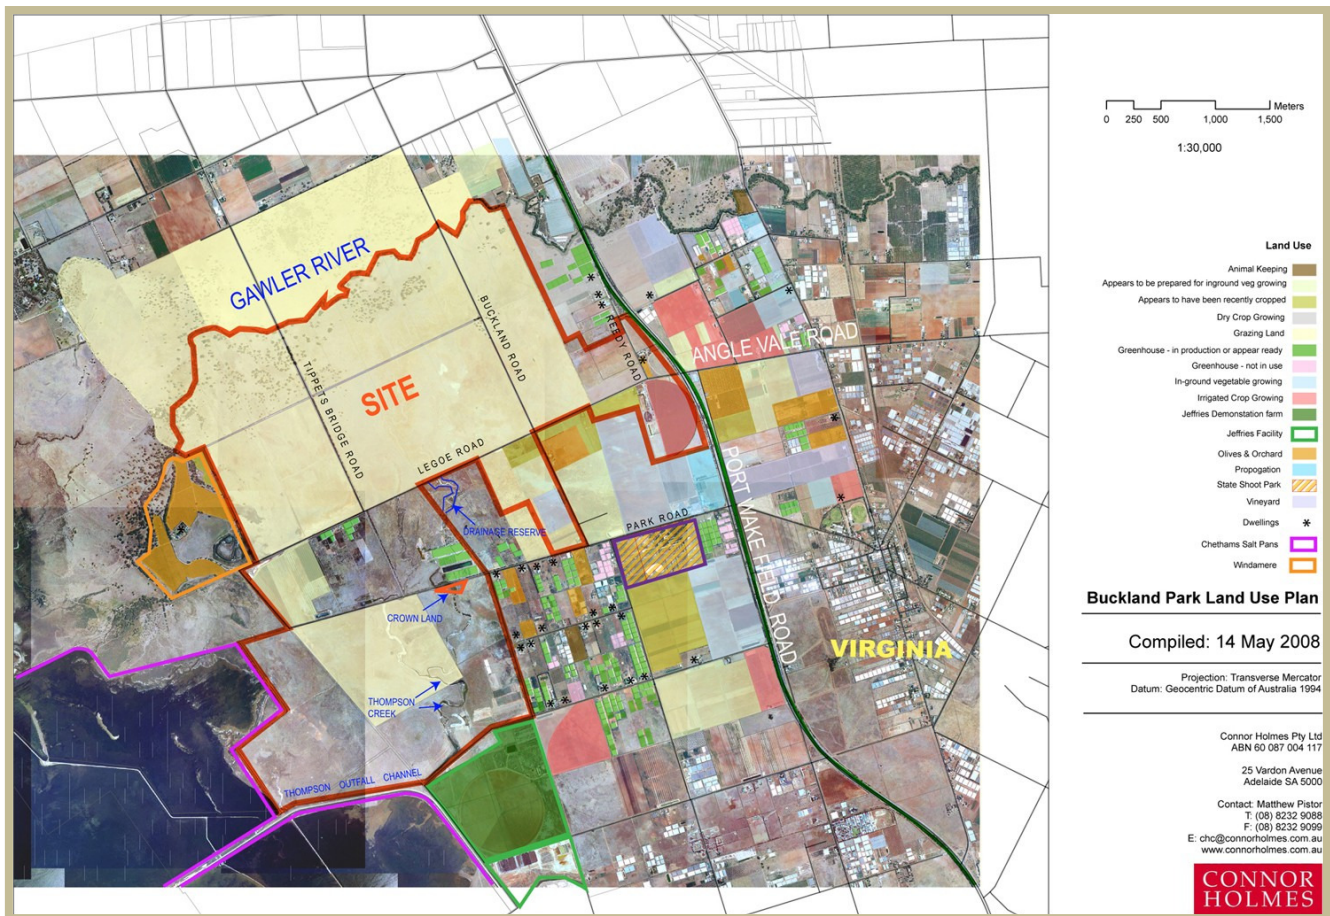 GAWLER RIVER
BUCKLAND ROAD
REEDY ROAD
ANGLE VALE ROAD
TIPPETS BRIDGE ROAD
SITE
LEGOE ROAD
DRAINASE RESERVE
PARK ROAD
PORT WAKEFIELD ROAD
CROWN LAND
VIRGINIA
THOMPSON
CREEK
THOMPSON OUTFALL CHANNEL
Meters
0 250 500 1,000 1,500
1:30,000
Land Use
Animal Keeping
Appears to be prepared for inground veg growing
Appears to have been recently cropped
Dry Crop Growing
Grazing Land
Greenhouse - in production or appear ready
Greenhouse - not in use
In-ground vegetable growing
Irrigated Crop Growing
Jeffries Demonstation farm
Jeffries Facility
Olives & Orchard
Propogation
State Shoot Park
Vineyard
Dwellings *
Chethams Salt Pans
Windamere
Buckland Park Land Use Plan
Compiled: 14 May 2008
Projection: Transverse Mercator
Datum: Geocentric Datum of Australia 1994
Connor Holmes Pty Ltd
ABN 60 087 004 117
25 Vardon Avenue
Adelaide SA 5000
Contact: Matthew Pistor
T: (08) 8232 9088
F: (08) 8232 9099
E: chc@connorholmes.com.au
www.connorholmes.com.au
CONNOR
HOLMES